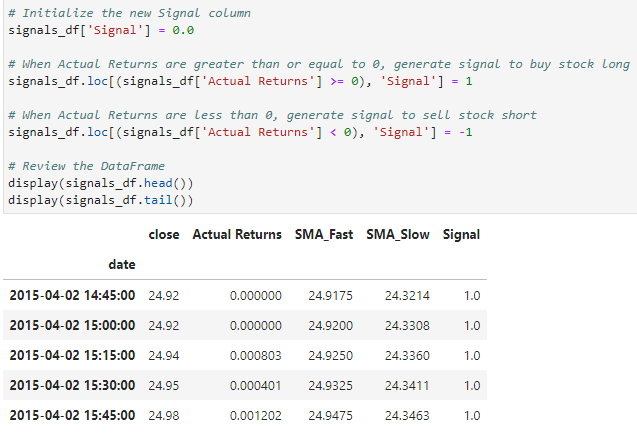 # Initialize the new Signal column
signals_df['Signal'] = 0.0
# When Actual Returns are greater than or equal to 0, generate signal to buy stock long
signals_df.loc[(signals_df['Actual Returns'] >= 0), 'Signal'] = 1
# When Actual Returns are less than 0, generate signal to sell stock short
signals_df.loc[(signals_df['Actual Returns'] < 0), 'Signal'] = -1
# Review the DataFrame
display(signals_df.head())
display(signals_df.tail())
close Actual Returns SMA_Fast SMA_Slow Signal
date
2015-04-02 14:45:00 24.92 0.000000 24.9175 24.3214 1.0
2015-04-02 15:00:00 24.92 0.000000 24.9200 24.3308 1.0
2015-04-02 15:15:00 24.94 0.000803 24.9250 24.3360 1.0
2015-04-02 15:30:00 24.95 0.000401 24.9325 24.3411 1.0
2015-04-02 15:45:00 24.98 0.001202 24.9475 24.3463 1.0